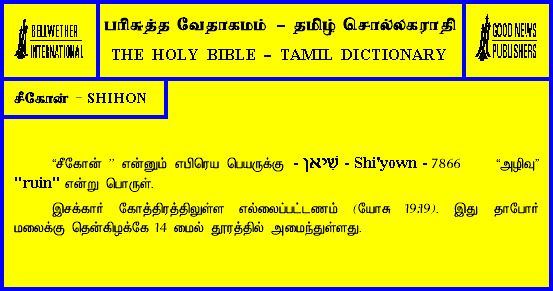 BELLWETHER
INTERNATIONAL
பரிசுத்த வேதாகமம் – தமிழ் சொல்லகராதி
THE HOLY BIBLE – TAMIL DICTIONARY
GOOD NEWS
PUBLISHERS
சீகோன் - SHIHON
“சீகோன் ” என்னும் எபிரெய பெயருக்கு - שִׁיאֹן - Shi'yown - 7866 “அழிவு”
"ruin" என்று பொருள்.
இசக்கார் கோத்திரத்திலுள்ள எல்லைப்பட்டணம் (யோசு 19:19). இது தாபோர்
மலைக்கு தென்கிழக்கே 14 மைல் தூரத்தில் அமைந்துள்ளது.